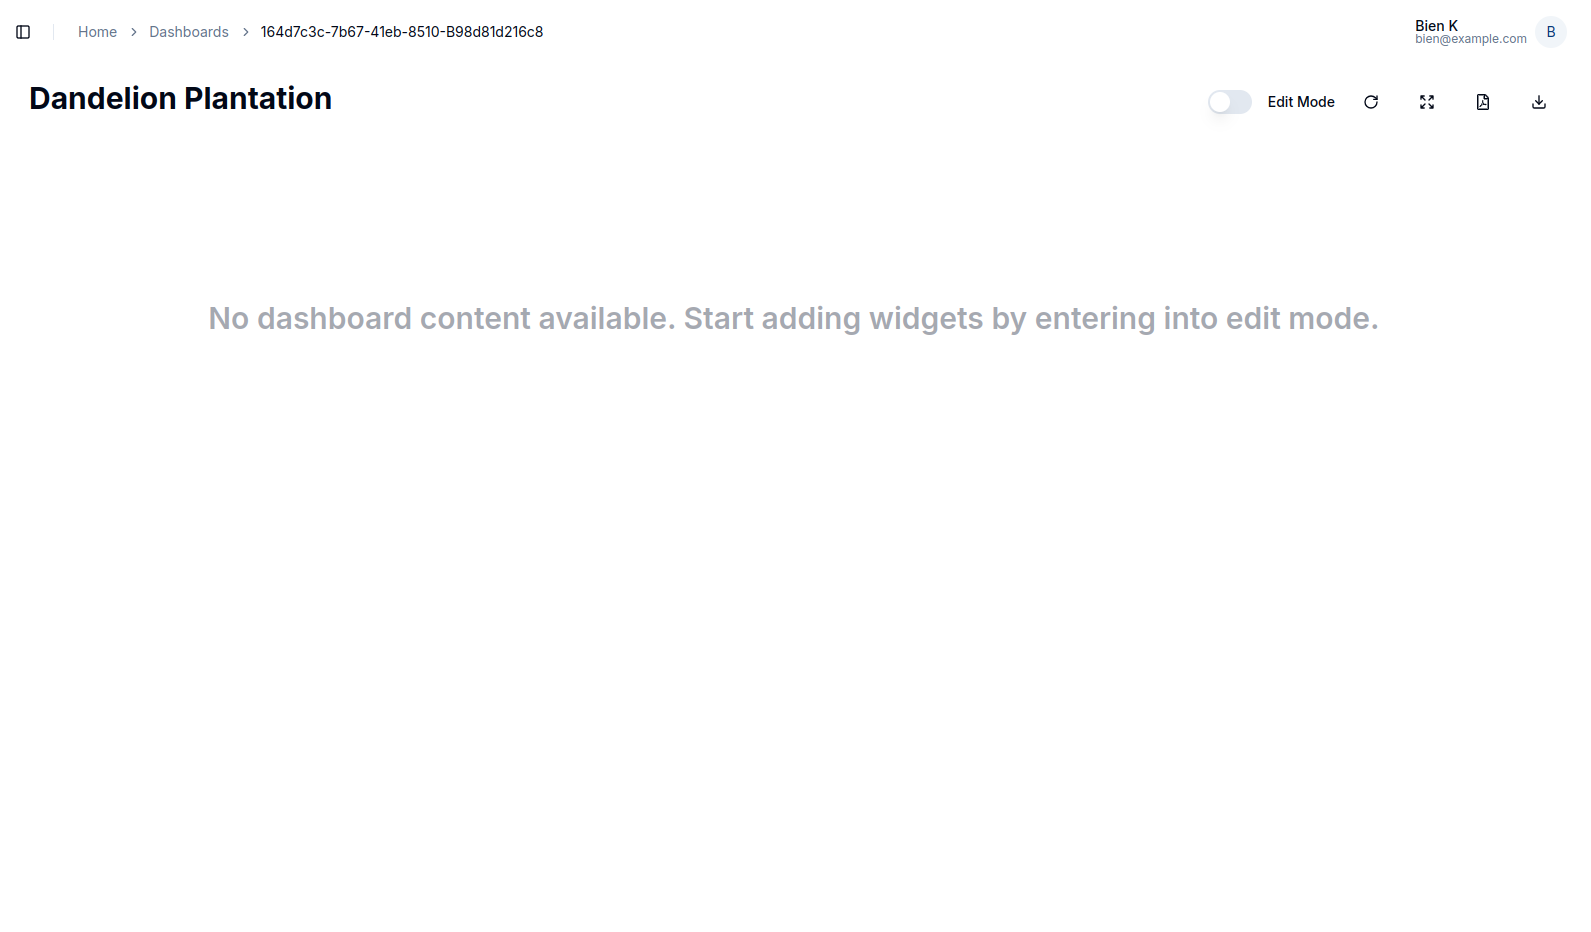 Home > Dashboards > 164d7c3c-7b67-41eb-8510-B98d81d216c8
Bien K
bien@example.com
B
Dandelion Plantation
Edit Mode
No dashboard content available. Start adding widgets by entering into edit mode.